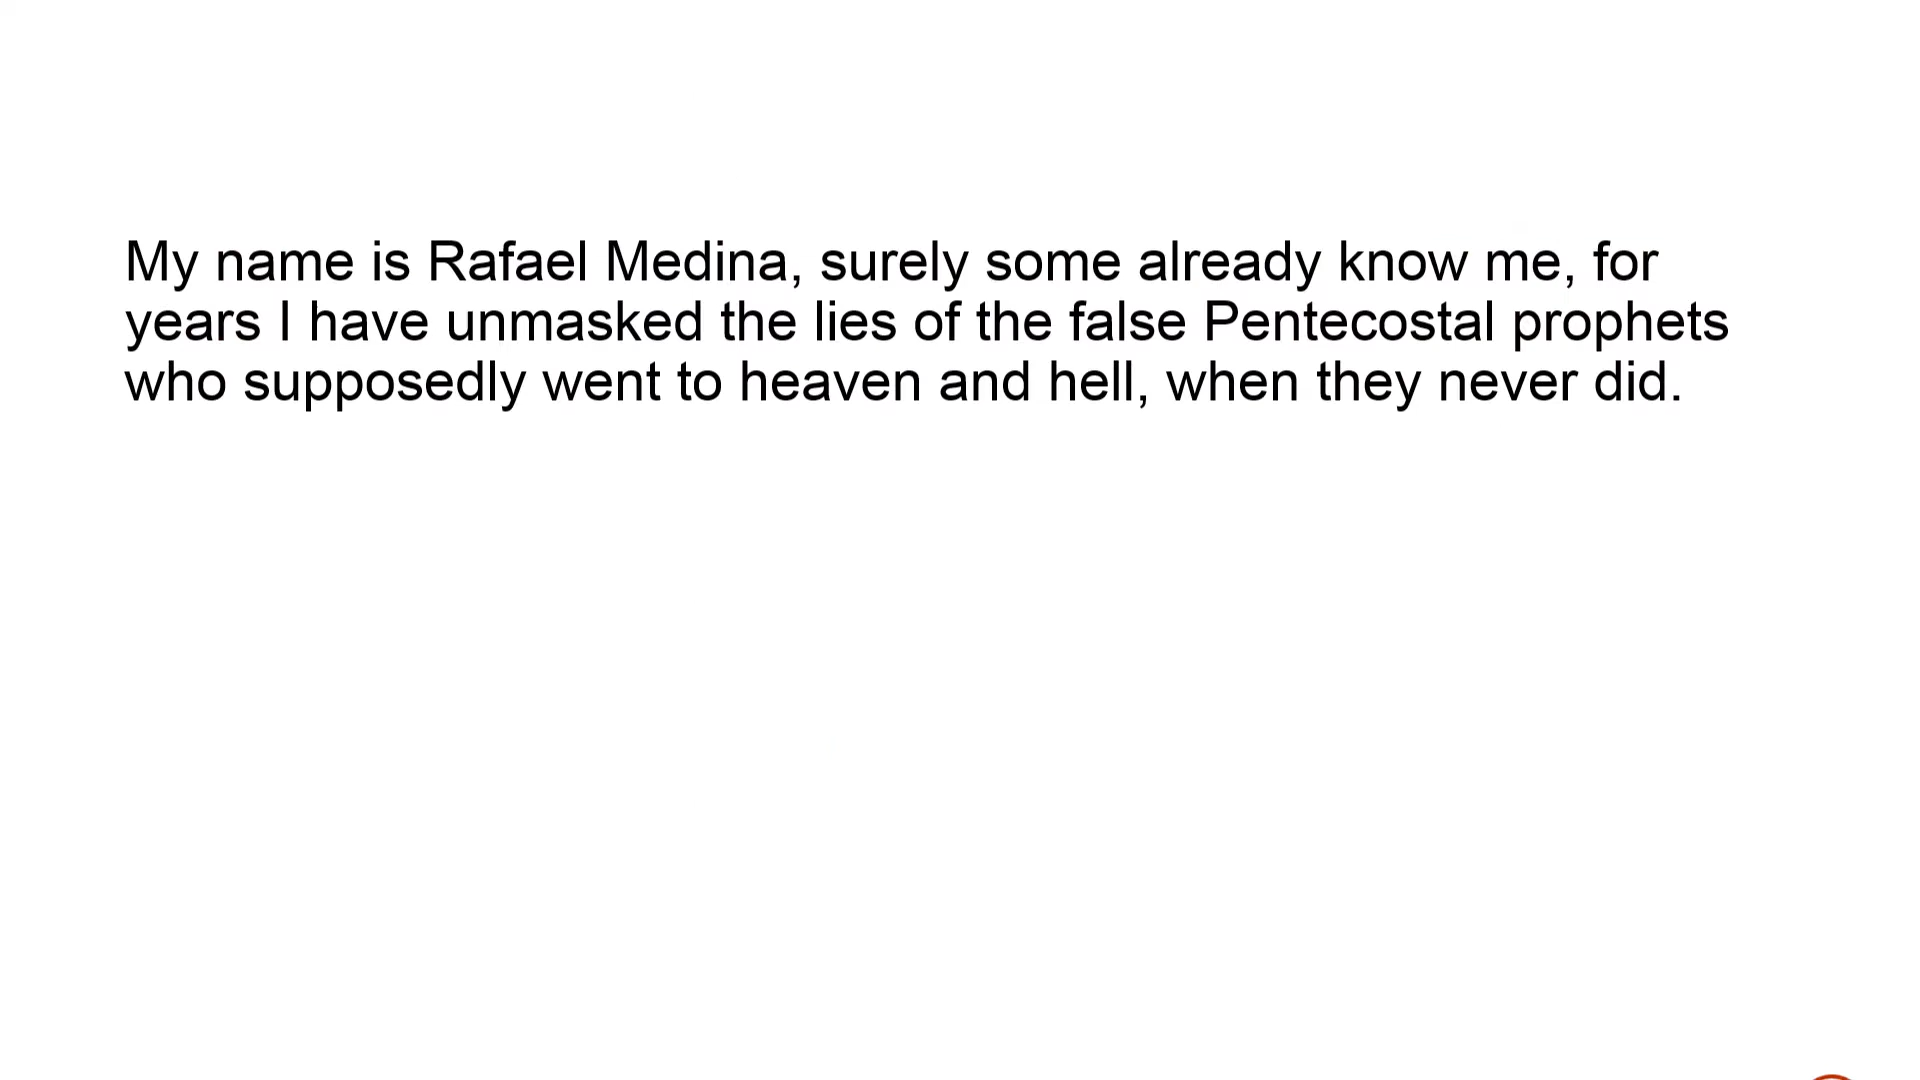 My name is Rafael Medina, surely some already know me, for
years I have unmasked the lies of the false Pentecostal prophets
who supposedly went to heaven and hell, when they never did.